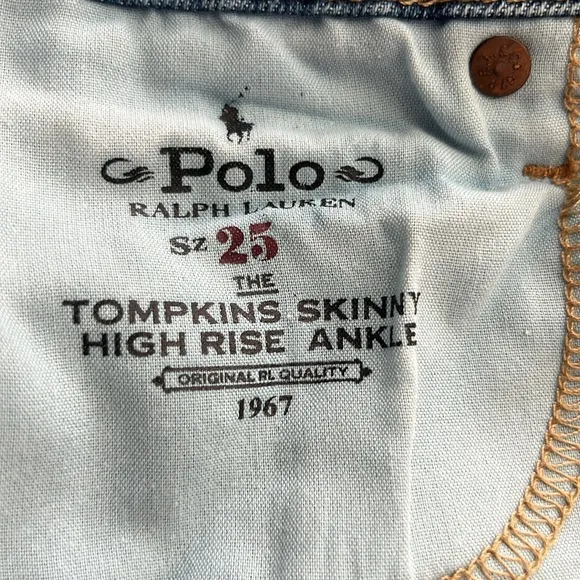 Polo
RALPH LAUREN
Sz 25
THE
TOMPKINS SKINNY
HIGH RISE ANKLE
ORIGINAL RL QUALITY
1967